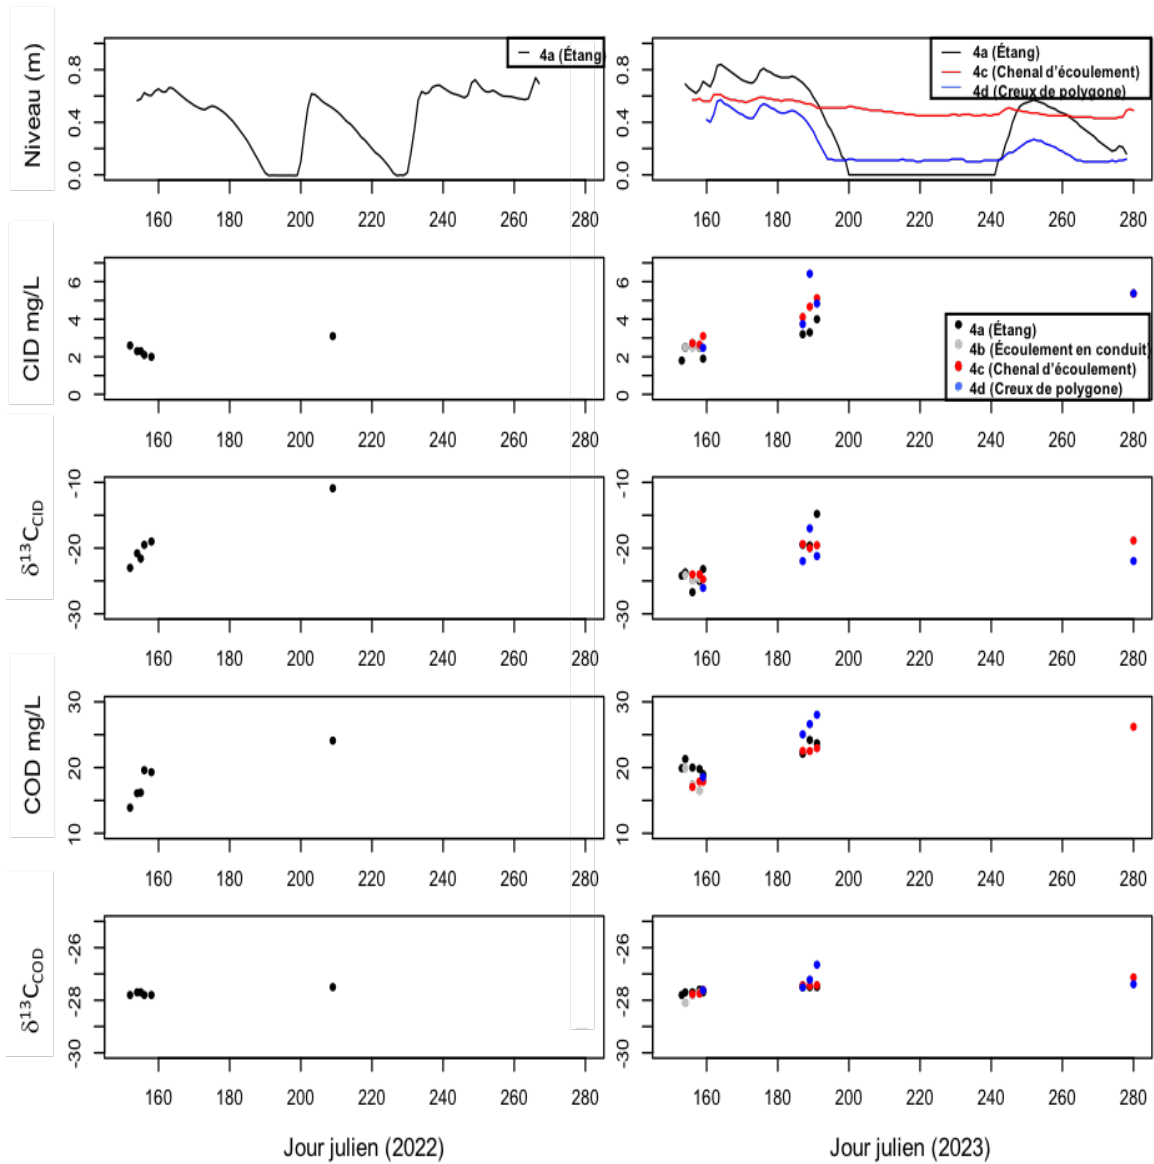 Niveau (m)
0.0 0.4 0.8
4a (Étang)
160 180 200 220 240 260 280
0.0 0.4 0.8
4a (Étang)
4c (Chenal d'écoulement)
4d (Creux de polygone)
160 180 200 220 240 260 280
CID mg/L
0 2 4 6
160 180 200 220 240 260 280
0 2 4 6
4a (Étang)
4b (Écoulement en conduit)
4c (Chenal d'écoulement)
4d (Creux de polygone)
160 180 200 220 240 260 280
δ¹³C_CID
-30 -20 -10
160 180 200 220 240 260 280
-30 -20 -10
160 180 200 220 240 260 280
COD mg/L
10 20 30
160 180 200 220 240 260 280
10 20 30
160 180 200 220 240 260 280
δ¹³C_COD
-30 -28 -26
160 180 200 220 240 260 280
-30 -28 -26
160 180 200 220 240 260 280
Jour julien (2022)
Jour julien (2023)